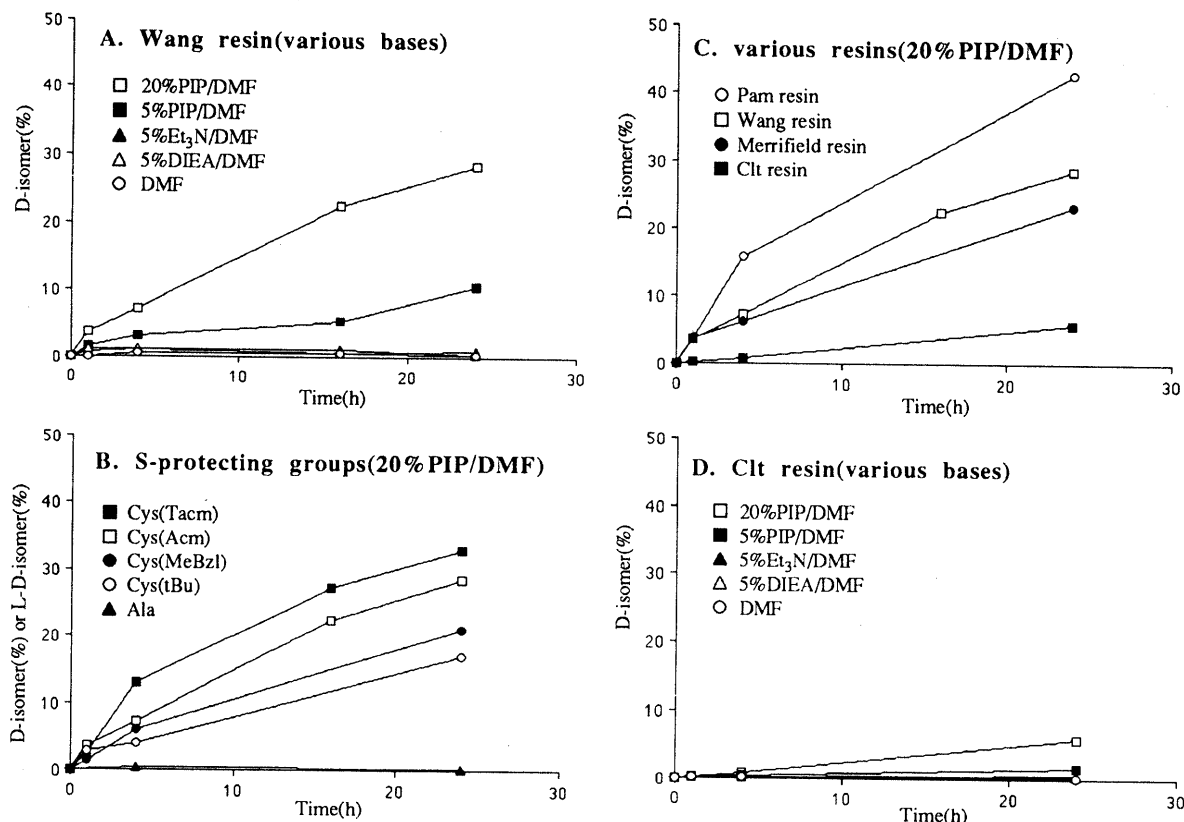 A. Wang resin(various bases)
20%PIP/DMF
5%PIP/DMF
5%Et₃N/DMF
5%DIEA/DMF
DMF
D-isomer(%)
50
40
30
20
10
0
0
10
20
30
Time(h)
C. various resins(20%PIP/DMF)
Pam resin
Wang resin
Merrifield resin
Clt resin
D-isomer(%)
50
40
30
20
10
0
0
10
20
30
Time(h)
B. S-protecting groups(20%PIP/DMF)
Cys(Tacm)
Cys(Acm)
Cys(MeBzl)
Cys(tBu)
Ala
D-isomer(%) or L-D-isomer(%)
50
40
30
20
10
0
0
10
20
30
Time(h)
D. Clt resin(various bases)
20%PIP/DMF
5%PIP/DMF
5%Et₃N/DMF
5%DIEA/DMF
DMF
D-isomer(%)
50
40
30
20
10
0
0
10
20
30
Time(h)